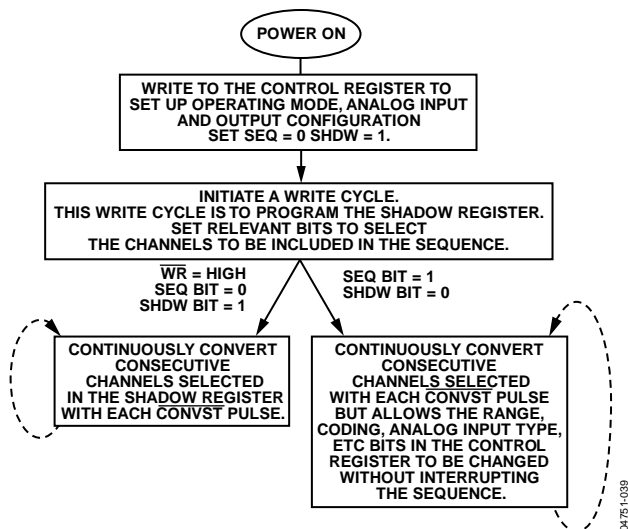 POWER ON
WRITE TO THE CONTROL REGISTER TO
SET UP OPERATING MODE, ANALOG INPUT
AND OUTPUT CONFIGURATION
SET SEQ = 0 SHDW = 1.
INITIATE A WRITE CYCLE.
THIS WRITE CYCLE IS TO PROGRAM THE SHADOW REGISTER.
SET RELEVANT BITS TO SELECT
THE CHANNELS TO BE INCLUDED IN THE SEQUENCE.
WR = HIGH
SEQ BIT = 0
SHDW BIT = 1
SEQ BIT = 1
SHDW BIT = 0
CONTINUOUSLY CONVERT
CONSECUTIVE
CHANNELS SELECTED
IN THE SHADOW REGISTER
WITH EACH CONVST PULSE.
CONTINUOUSLY CONVERT
CONSECUTIVE
CHANNELS SELECTED
WITH EACH CONVST PULSE
BUT ALLOWS THE RANGE,
CODING, ANALOG INPUT TYPE,
ETC BITS IN THE CONTROL
REGISTER TO BE CHANGED
WITHOUT INTERRUPTING
THE SEQUENCE.
04751-039